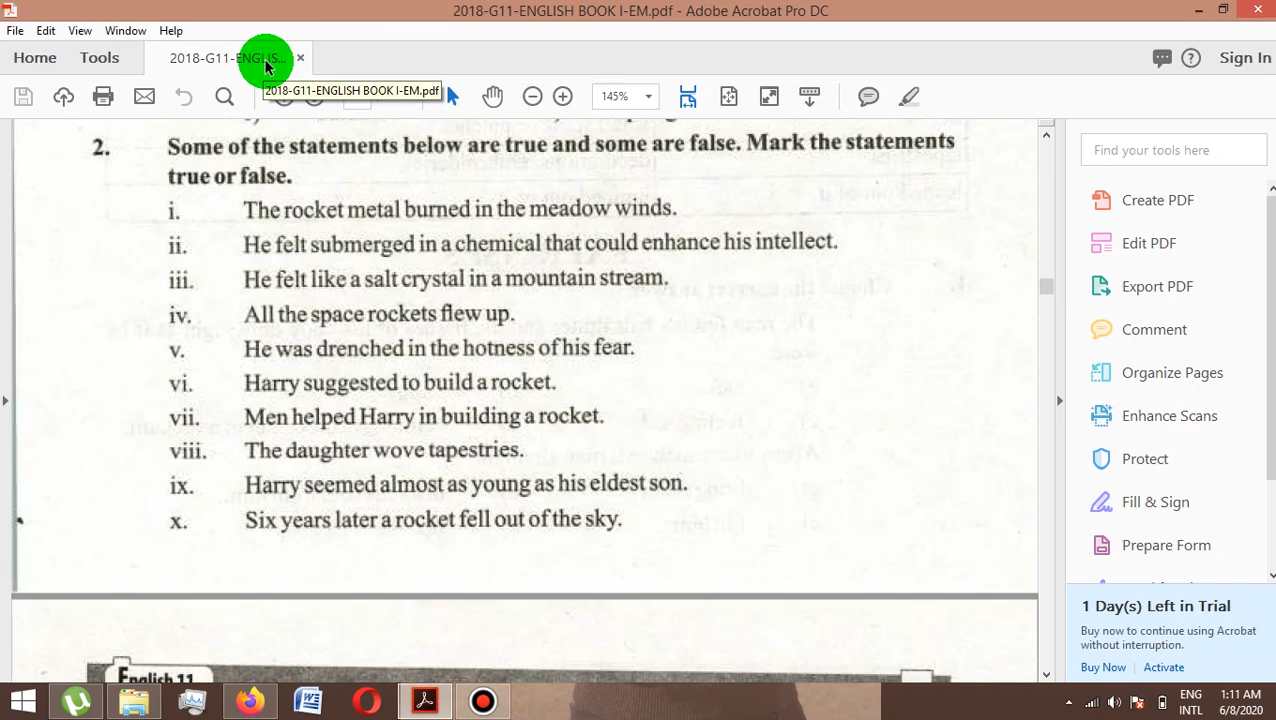 2018-G11-ENGLISH BOOK I-EM.pdf - Adobe Acrobat Pro DC
File Edit View Window Help
Home Tools 2018-G11-ENGLIS... × Sign In
2018-G11-ENGLISH BOOK I-EM.pdf
145%
2. Some of the statements below are true and some are false. Mark the statements
true or false.
i. The rocket metal burned in the meadow winds.
ii. He felt submerged in a chemical that could enhance his intellect.
iii. He felt like a salt crystal in a mountain stream.
iv. All the space rockets flew up.
v. He was drenched in the hotness of his fear.
vi. Harry suggested to build a rocket.
vii. Men helped Harry in building a rocket.
viii. The daughter wove tapestries.
ix. Harry seemed almost as young as his eldest son.
x. Six years later a rocket fell out of the sky.
English 11
Find your tools here
Create PDF
Edit PDF
Export PDF
Comment
Organize Pages
Enhance Scans
Protect
Fill & Sign
Prepare Form
1 Day(s) Left in Trial
Buy now to continue using Acrobat
without interruption.
Buy Now Activate
ENG 1:11 AM
INTL 6/8/2020